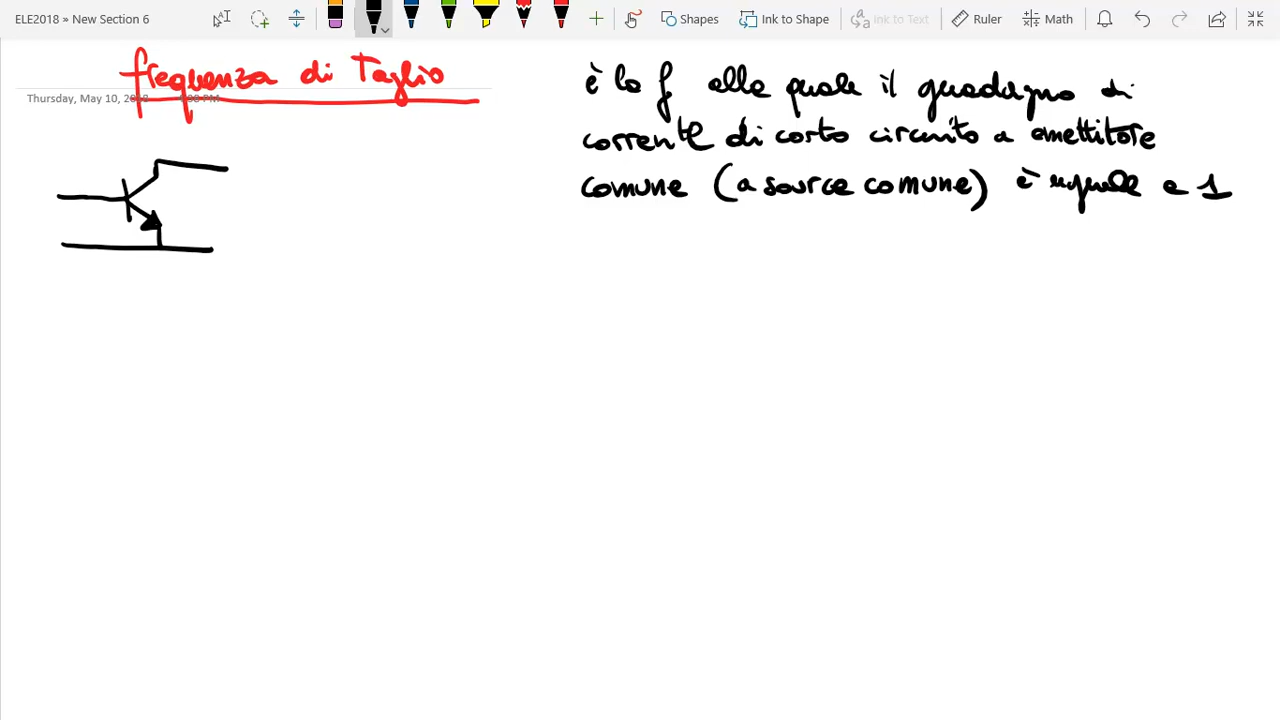 ELE2018 » New Section 6
Shapes
Ink to Shape
Ink to Text
Ruler
Math
frequenza di Taglio
Thursday, May 10, 2018
è la f alla quale il guadagno di
corrente di corto circuito a emettitore
comune (a source comune) è uguale a 1